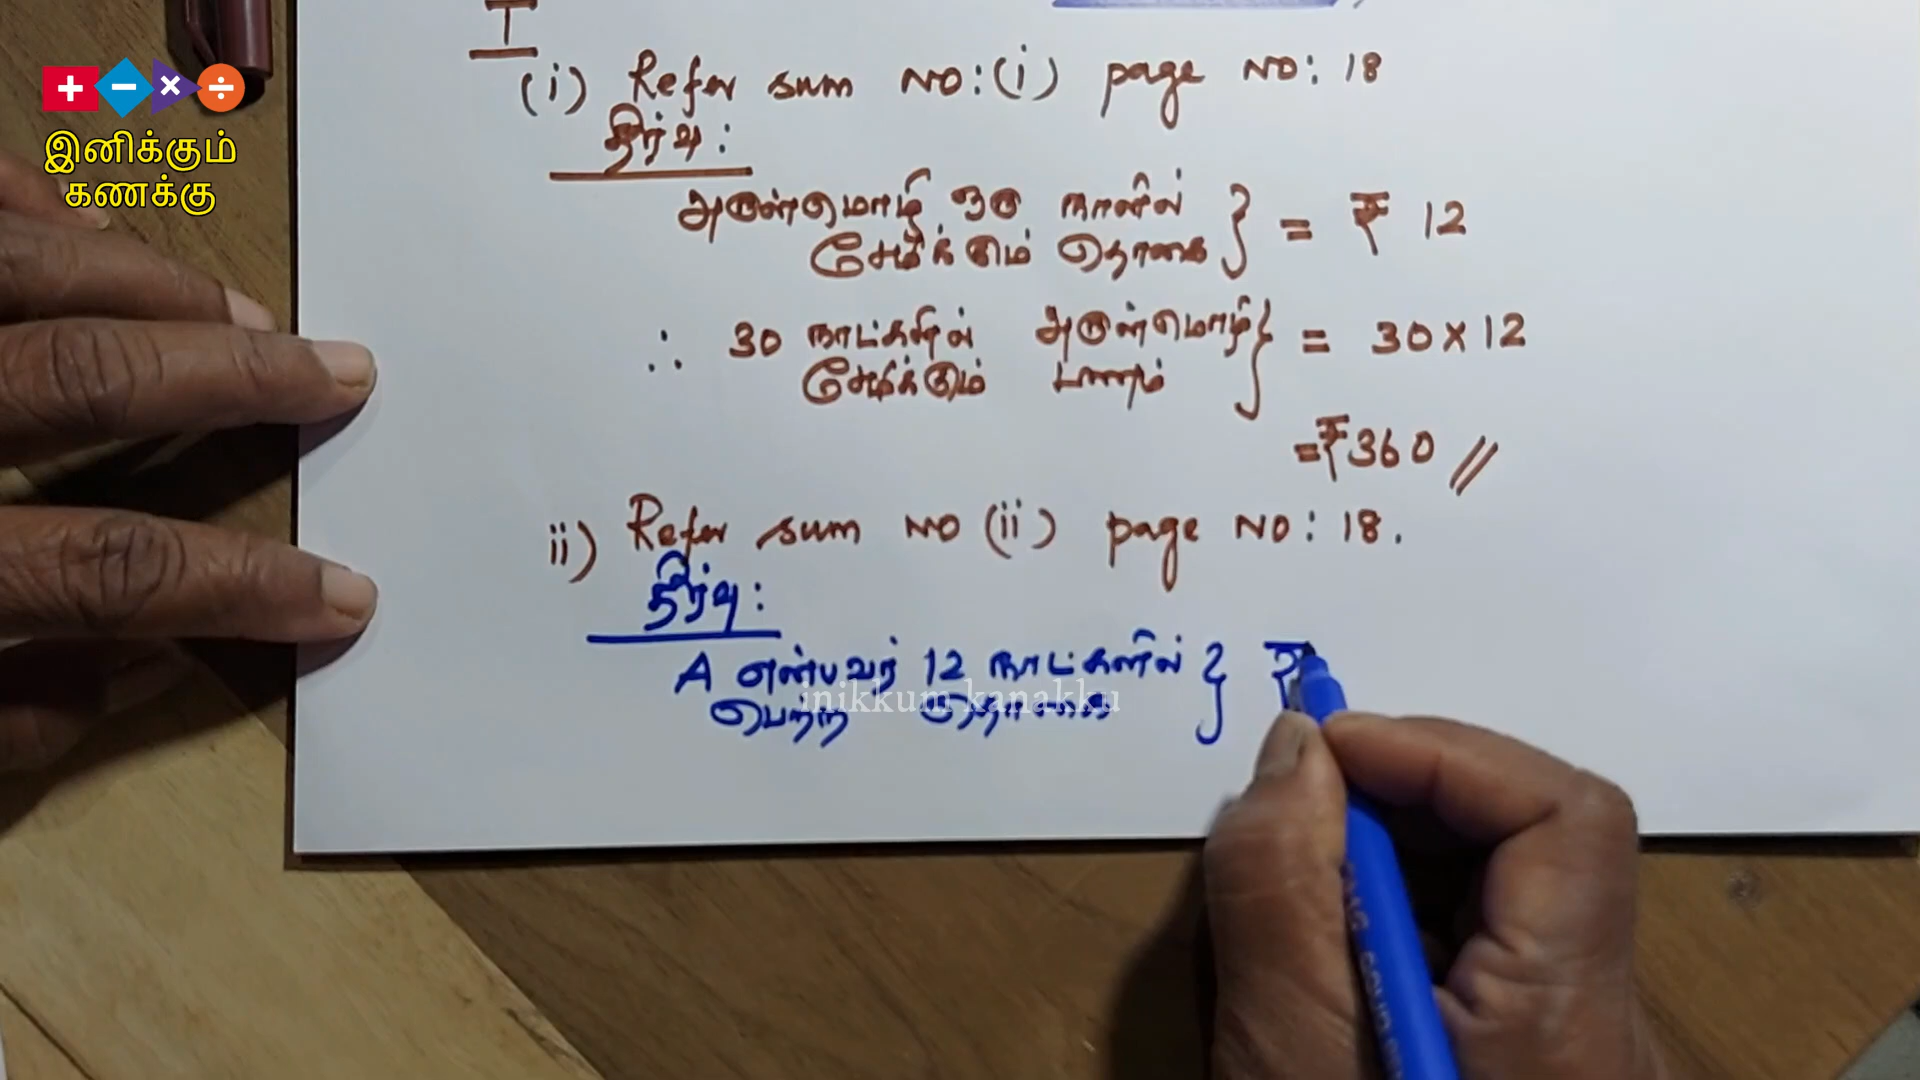 I
(i) Refer sum NO:(i) page NO: 18
தீர்வு :
அருள்மொழி ஒரு நாளில்
சேமிக்கும் தொகை } = ₹ 12
∴ 30 நாட்களில் அருள்மொழி
சேமிக்கும் பணம் } = 30 x 12
=₹360 //
ii) Refer sum NO (ii) page NO: 18.
தீர்வு :
A என்பவர் 12 நாட்களில்
பெற்ற தொகை } ₹
இனிக்கும்
கணக்கு
inikkum kanakku